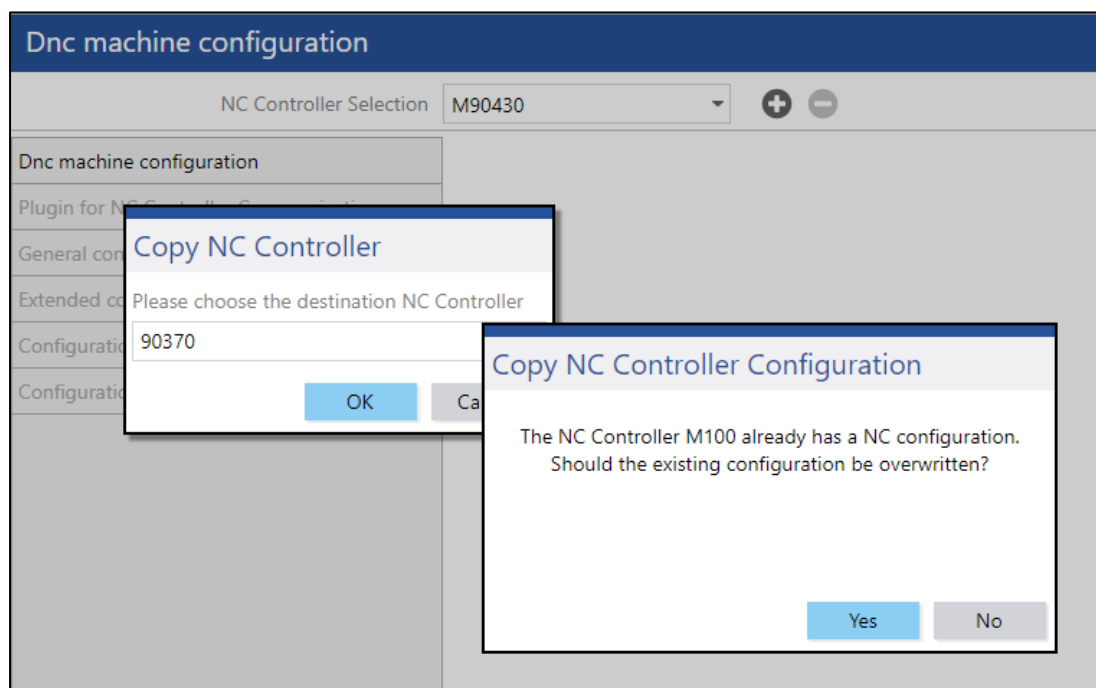 Dnc machine configuration
NC Controller Selection M90430
Dnc machine configuration
Plugin for
General con
Extended co
Configuratio
Configuratio
Copy NC Controller
Please choose the destination NC Controller
90370
OK Ca
Copy NC Controller Configuration
The NC Controller M100 already has a NC configuration.
Should the existing configuration be overwritten?
Yes No